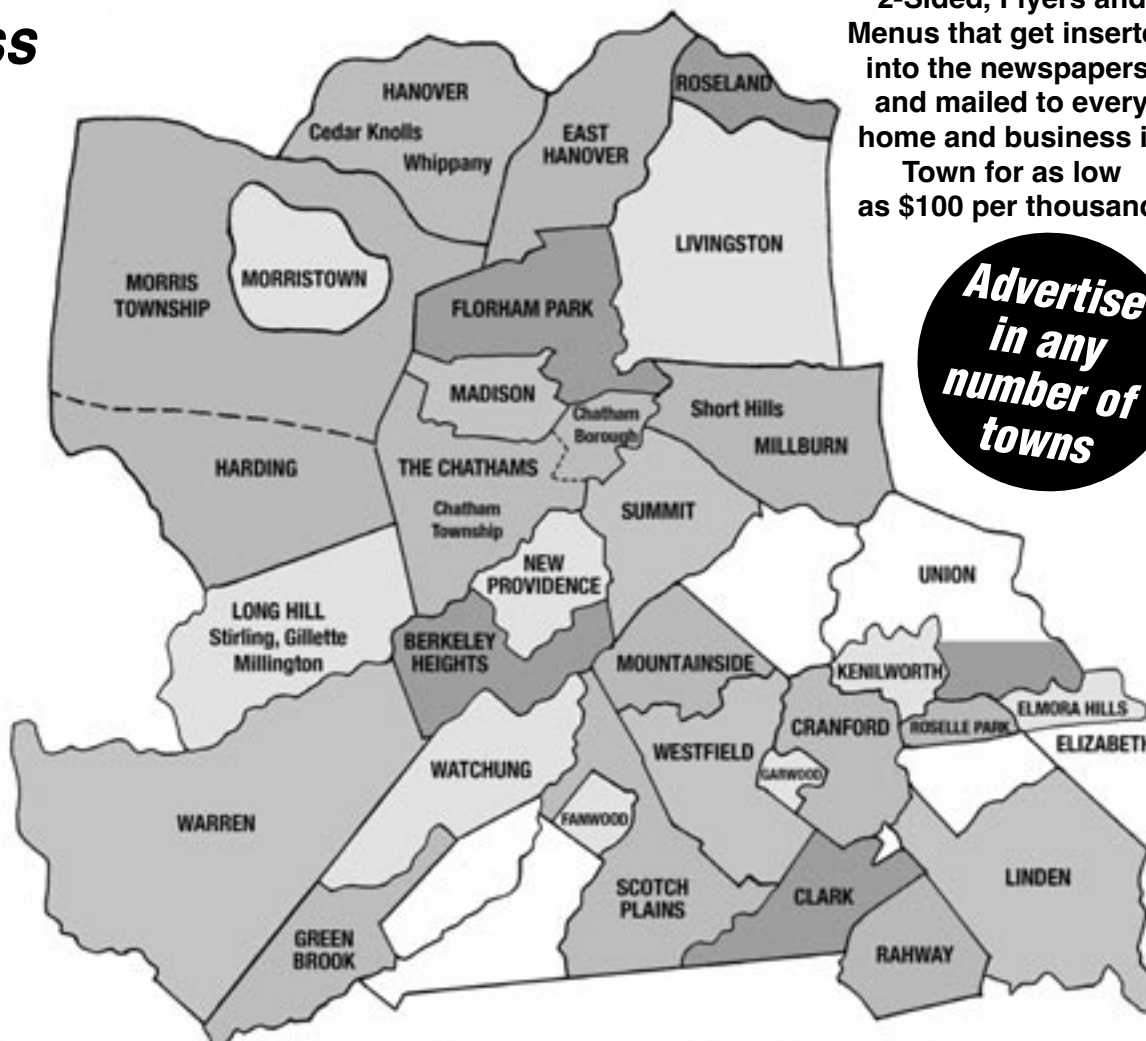 ss
2-Sided, Flyers and
Menus that get inserte
into the newspapers
and mailed to every
home and business i
Town for as low
as $100 per thousand
Advertise
in any
number of
towns
HANOVER
Cedar Knolls
Whippany
EAST
HANOVER
ROSELAND
LIVINGSTON
MORRIS
TOWNSHIP
MORRISTOWN
FLORHAM PARK
MADISON
Chatham
Borough
Short Hills
MILLBURN
HARDING
THE CHATHAMS
Chatham
Township
SUMMIT
NEW
PROVIDENCE
UNION
LONG HILL
Stirling, Gillette
Millington
BERKELEY
HEIGHTS
MOUNTAINSIDE
KENILWORTH
ELMORA HILLS
CRANFORD
ROSELLE PARK
ELIZABETH
WESTFIELD
GARWOOD
WATCHUNG
WARREN
FANWOOD
SCOTCH
PLAINS
CLARK
LINDEN
GREEN
BROOK
RAHWAY